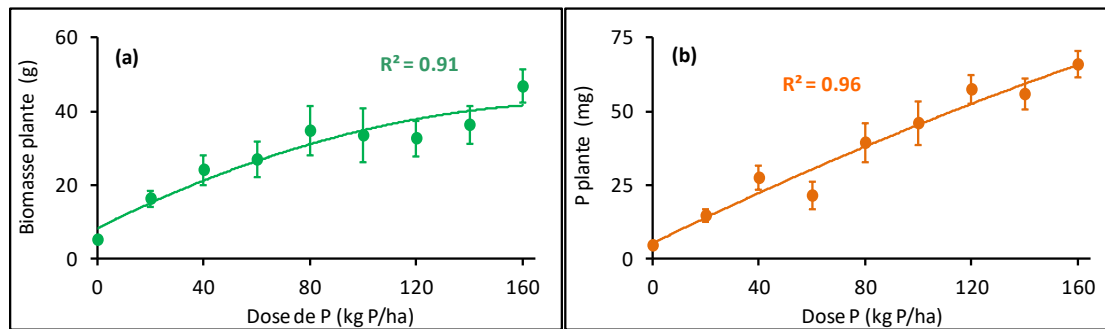 (a)
R² = 0.91
Biomasse plante (g)
60
40
20
0
0 40 80 120 160
Dose de P (kg P/ha)
(b)
R² = 0.96
P plante (mg)
75
50
25
0
0 40 80 120 160
Dose P (kg P/ha)